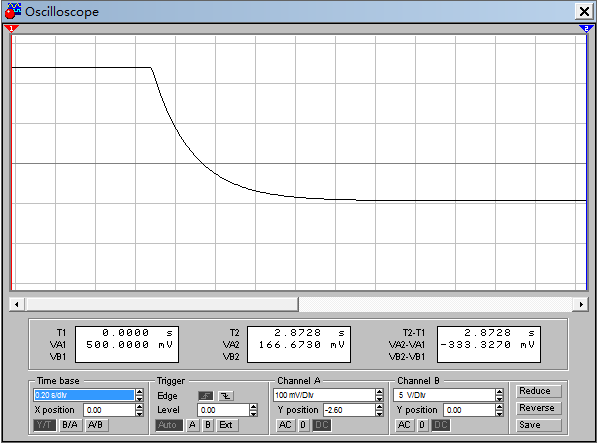 Oscilloscope
1 2
T1 0.0000 s T2 2.8728 s T2-T1 2.8728 s
VA1 500.0000 mV VA2 166.6730 mV VA2-VA1 -333.3270 mV
VB1 VB2 VB2-VB1
Time base Trigger Channel A Channel B
0.20 s/div Edge 100 mV/Div 5 V/Div Reduce
X position 0.00 Level 0.00 Y position -2.60 Y position 0.00 Reverse
Y/T B/A A/B Auto A B Ext AC 0 DC AC 0 DC Save